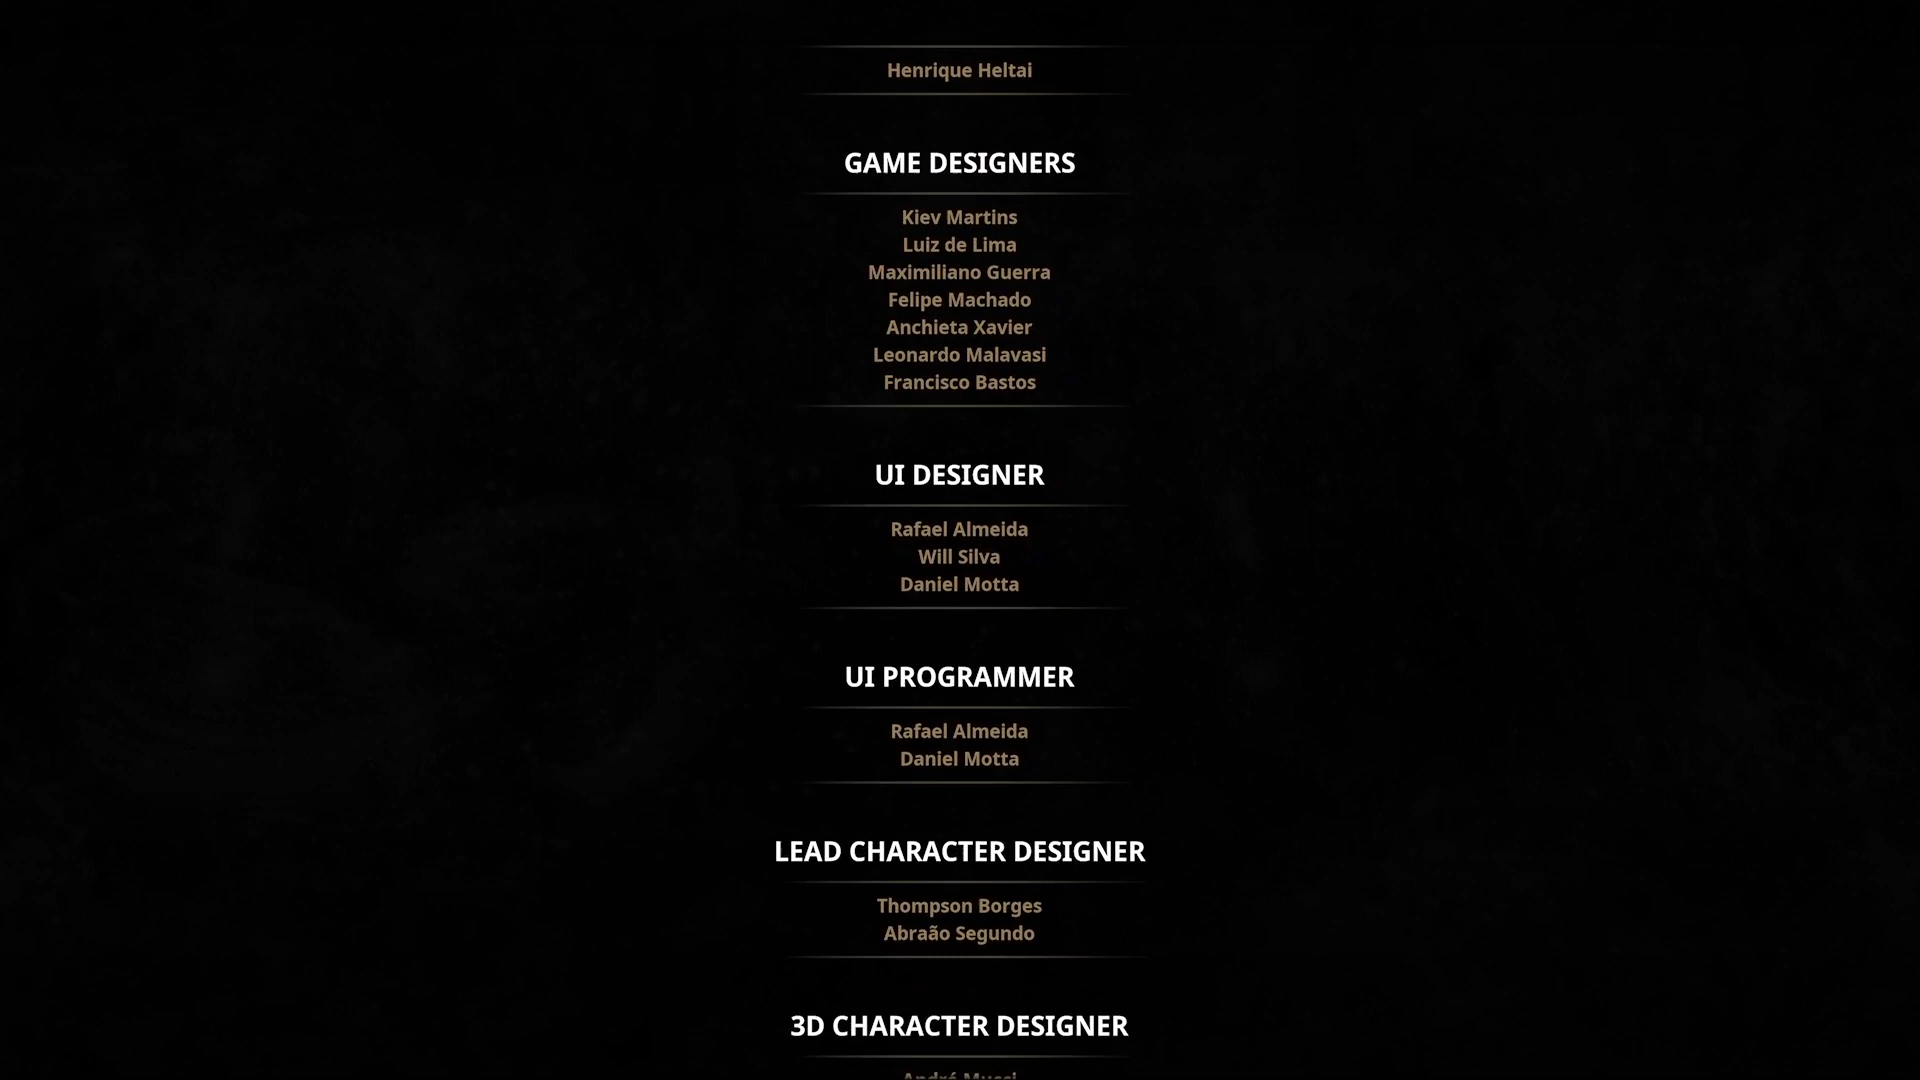 Henrique Heltai
GAME DESIGNERS
Kiev Martins
Luiz de Lima
Maximiliano Guerra
Felipe Machado
Anchieta Xavier
Leonardo Malavasi
Francisco Bastos
UI DESIGNER
Rafael Almeida
Will Silva
Daniel Motta
UI PROGRAMMER
Rafael Almeida
Daniel Motta
LEAD CHARACTER DESIGNER
Thompson Borges
Abraão Segundo
3D CHARACTER DESIGNER